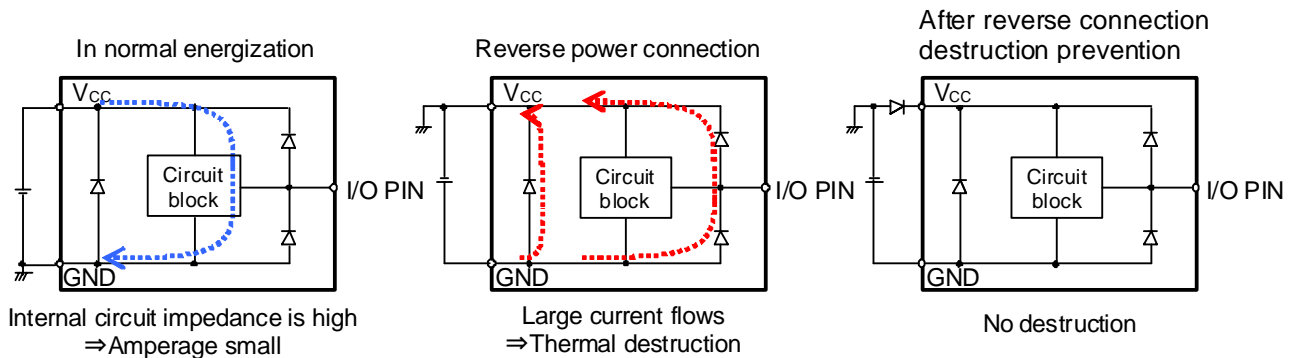 In normal energization
VCC
Circuit
block
I/O PIN
GND
Internal circuit impedance is high
⇒Amperage small
Reverse power connection
VCC
Circuit
block
I/O PIN
GND
Large current flows
⇒Thermal destruction
After reverse connection
destruction prevention
VCC
Circuit
block
I/O PIN
GND
No destruction